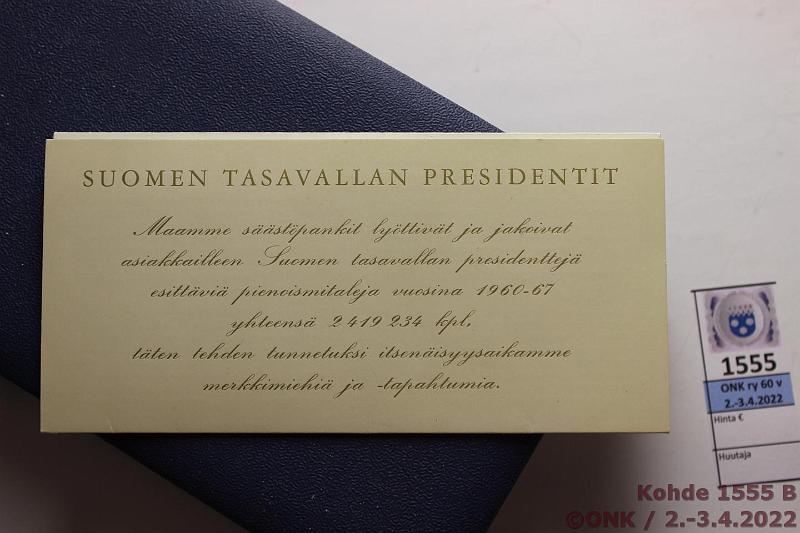 SUOMEN TASAVALLAN PRESIDENTIT
Maamme säästöpankit lyöttivät ja jakoivat
asiakkailleen Suomen tasavallan presidenttejä
esittäviä pienoismitaleja vuosina 1960-67
yhteensä 2 419 234 kpl,
täten tehden tunnetuksi itsenäisyysaikamme
merkkimiehiä ja -tapahtumia.
1555
ONK ry 60 v
2.-3.4.2022
Hinta €
Huutaja
Kohde 1555 B
©ONK / 2.-3.4.2022